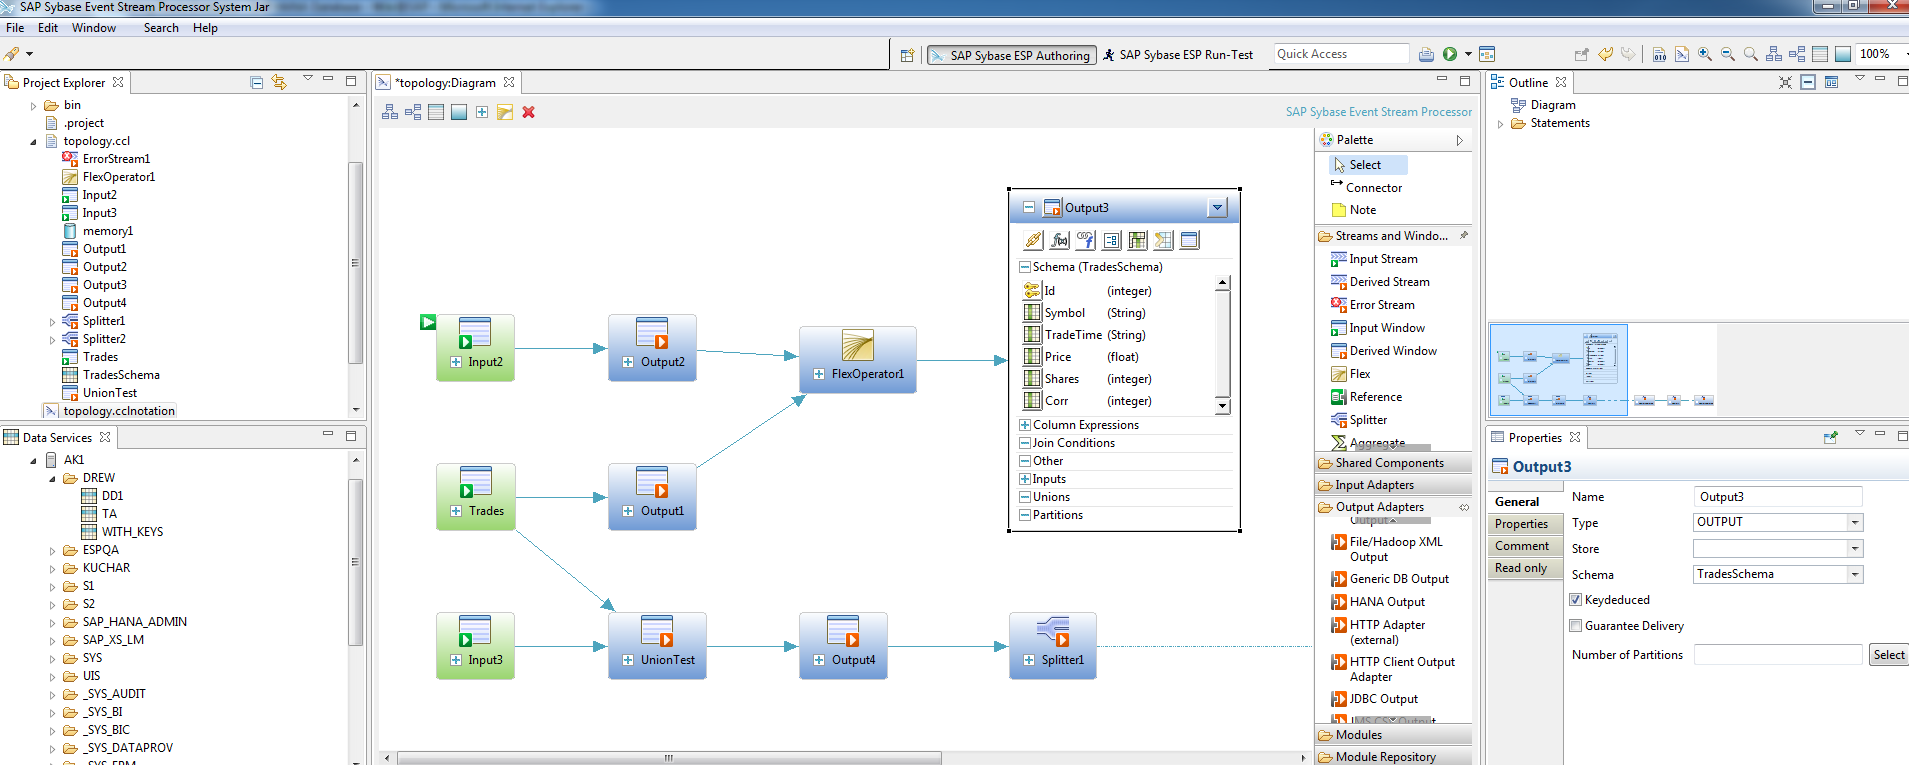 SAP Sybase Event Stream Processor System Jar
File Edit Window Search Help
SAP Sybase ESP Authoring
SAP Sybase ESP Run-Test
Quick Access
100%
Project Explorer
bin
.project
topology.ccl
ErrorStream1
FlexOperator1
Input2
Input3
memory1
Output1
Output2
Output3
Output4
Splitter1
Splitter2
Trades
TradesSchema
UnionTest
topology.cclnotation
Data Services
AK1
DREW
DD1
TA
WITH_KEYS
ESPQA
KUCHAR
S1
S2
SAP_HANA_ADMIN
SAP_XS_LM
SYS
UIS
_SYS_AUDIT
_SYS_BI
_SYS_BIC
_SYS_DATAPROV
*topology:Diagram
SAP Sybase Event Stream Processor
Input2
Output2
FlexOperator1
Trades
Output1
Input3
UnionTest
Output4
Splitter1
Output3
Schema (TradesSchema)
Id (integer)
Symbol (String)
TradeTime (String)
Price (float)
Shares (integer)
Corr (integer)
Column Expressions
Join Conditions
Other
Inputs
Unions
Partitions
Palette
Select
Connector
Note
Streams and Windo...
Input Stream
Derived Stream
Error Stream
Input Window
Derived Window
Flex
Reference
Splitter
Aggregate
Shared Components
Input Adapters
Output Adapters
File/Hadoop XML
Output
Generic DB Output
HANA Output
HTTP Adapter
(external)
HTTP Client Output
Adapter
JDBC Output
Modules
Module Repository
Outline
Diagram
Statements
Properties
Output3
General
Properties
Comment
Read only
Name Output3
Type OUTPUT
Store
Schema TradesSchema
Keydeduced
Guarantee Delivery
Number of Partitions
Select